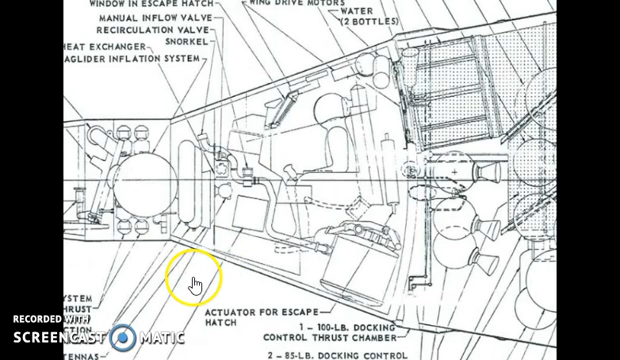 WINDOW IN ESCAPE HATCH
WING DRIVE MOTORS
MANUAL INFLOW VALVE
WATER
(2 BOTTLES)
RECIRCULATION VALVE
SNORKEL
HEAT EXCHANGER
AGLIDER INFLATION SYSTEM
YSTEM
ACTUATOR FOR ESCAPE
HATCH
1 - 100-LB. DOCKING
CONTROL THRUST CHAMBER
2 - 85-LB. DOCKING CONTROL
TENNAS
RECORDED WITH
SCREENCAST MATIC